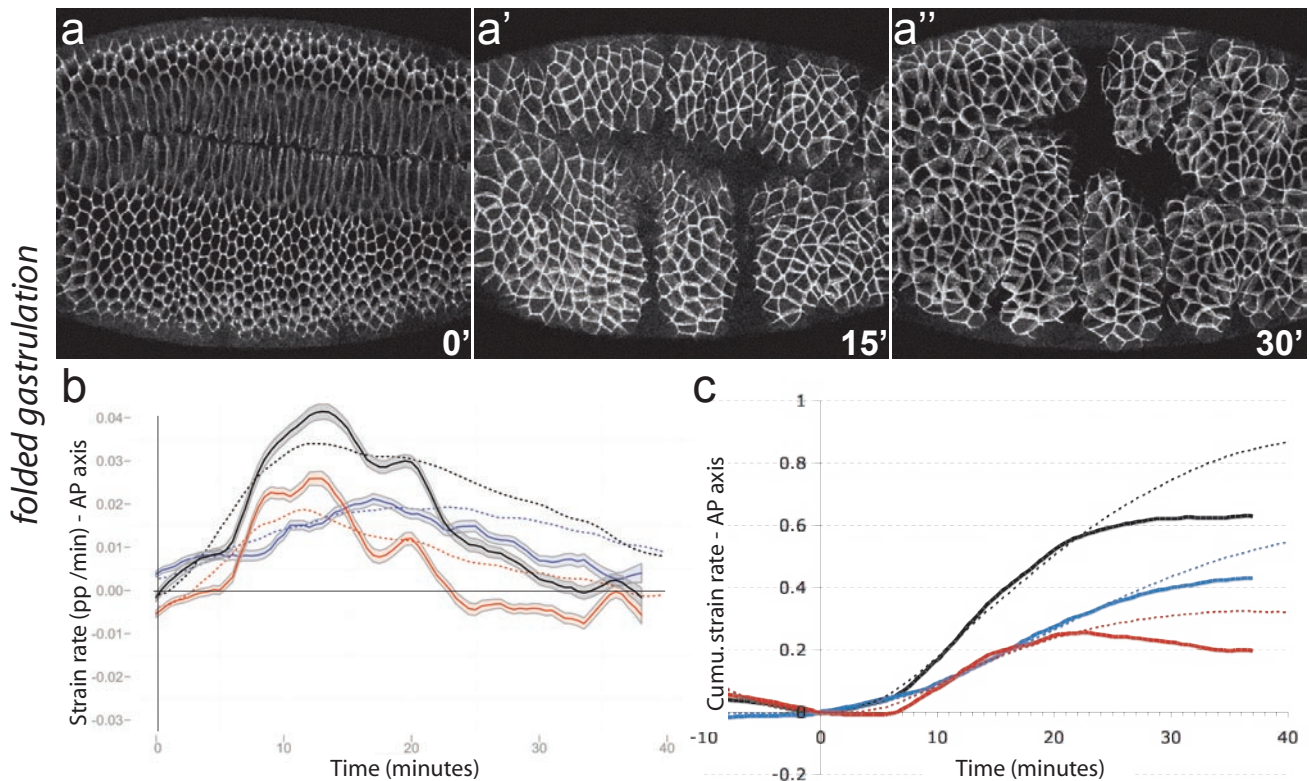 folded gastrulation
a
0'
a'
15'
a''
30'
b
Strain rate (pp /min) - AP axis
0.04
0.03
0.02
0.01
0.00
-0.01
-0.02
-0.03
0
10
20
30
40
Time (minutes)
c
Cumu. strain rate - AP axis
1
0.8
0.6
0.4
0.2
0
-0.2
-10
0
10
20
30
40
Time (minutes)